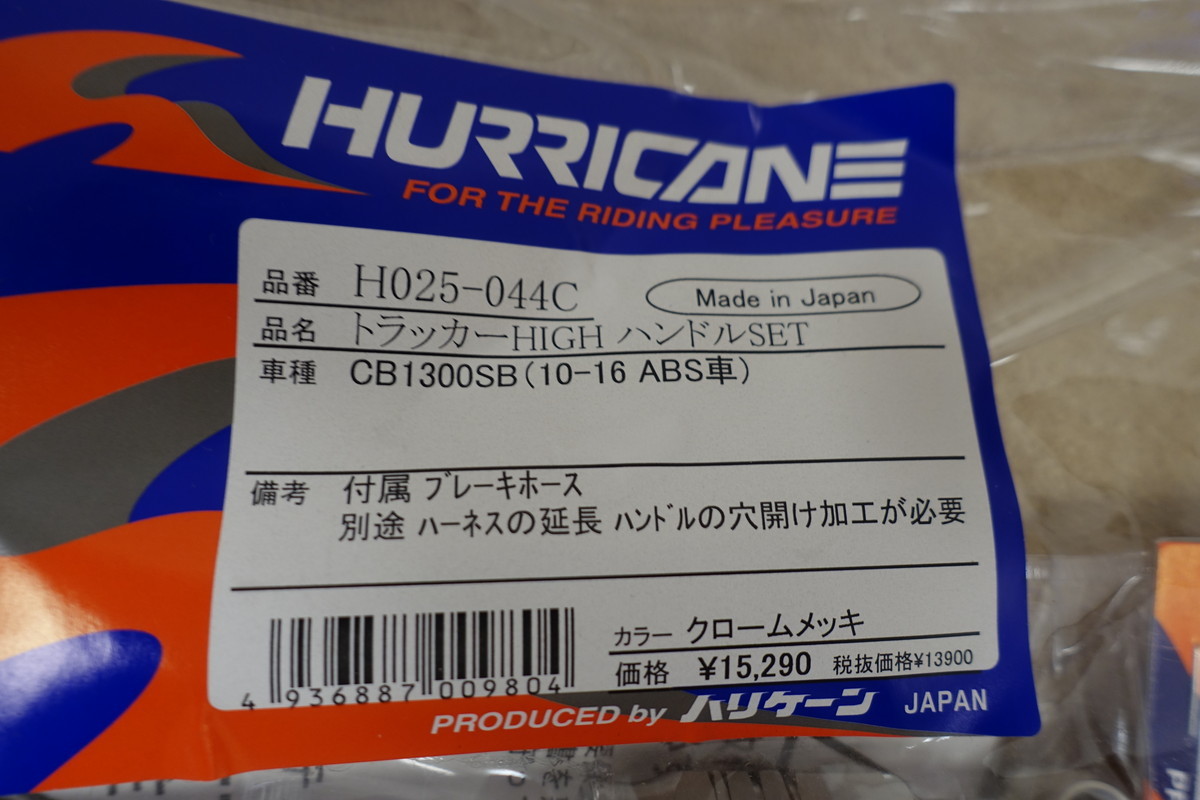 HURRICANE
FOR THE RIDING PLEASURE
品番 H025-044C
Made in Japan
品名 トラッカーHIGH ハンドルSET
車種 CB1300SB(10-16 ABS車)
備考 付属 ブレーキホース
別途 ハーネスの延長 ハンドルの穴開け加工が必要
カラー クロームメッキ
価格 ¥15,290 税抜価格¥13900
4 936887 009804
PRODUCED by ハリケーン JAPAN